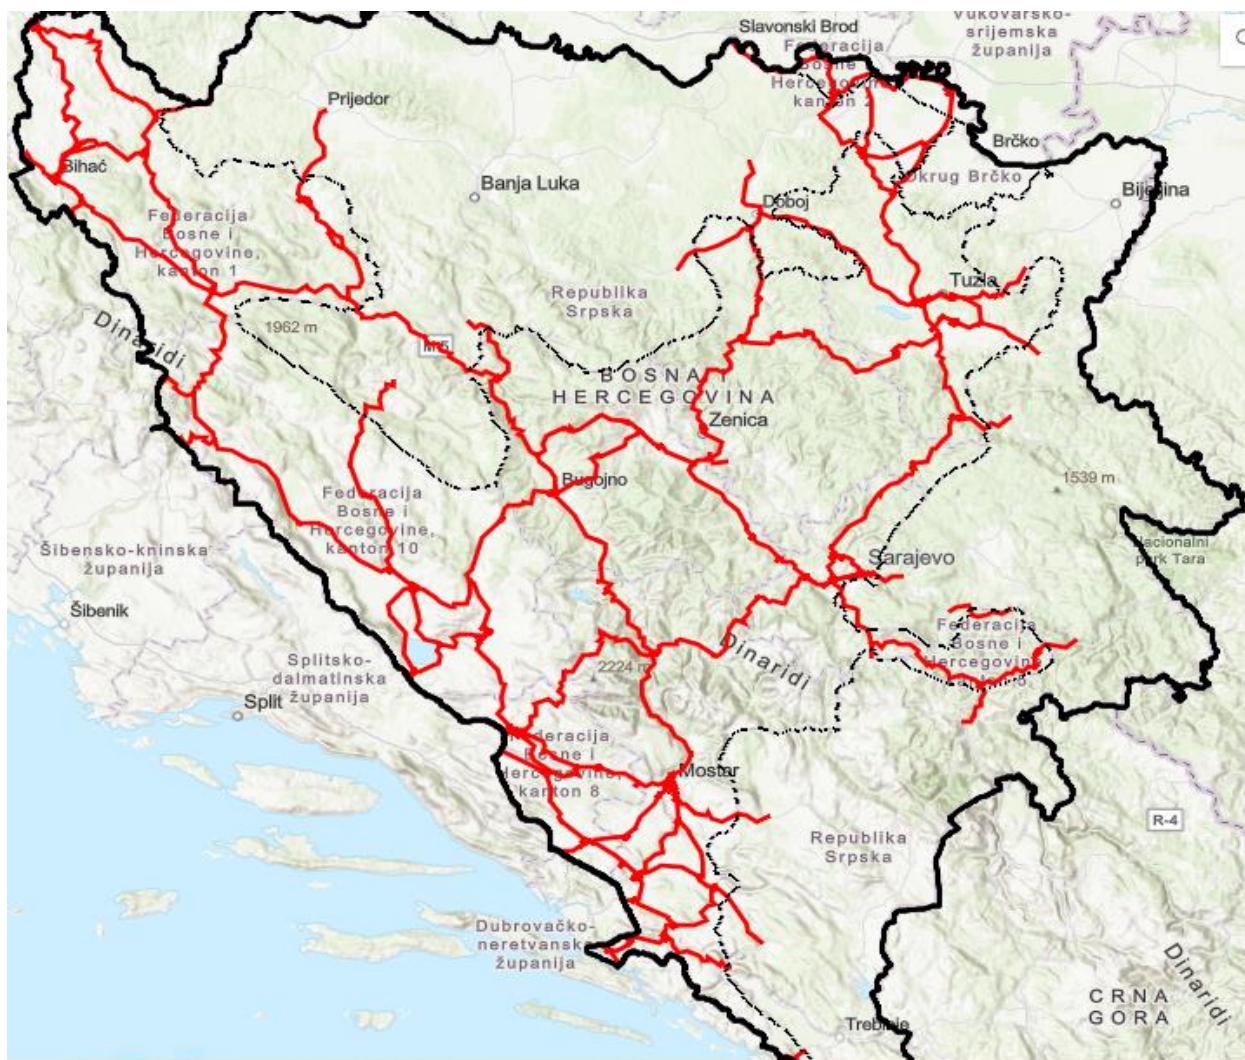 Slavonski Brod
Vukovarsko-
srijemska
županija
Federacija
Bosne i
Hercegovine,
kanton 2
Prijedor
Brčko
Bihać
Banja Luka
Okrug Brčko
Bijeljina
Doboj
Federacija
Bosne i
Hercegovine,
kanton 1
Tuzla
Republika
Srpska
Dinaridi
1962 m
M-5
BOSNA I
HERCEGOVINA
Zenica
Bugojno
1539 m
Federacija
Bosne i
Hercegovine,
kanton 10
Nacionalni
park Tara
Šibensko-kninska
županija
Sarajevo
Šibenik
Federacija
Bosne i
Hercegovine,
Dinaridi
Splitsko-
dalmatinska
županija
2224 m
Split
Federacija
Bosne i
Hercegovine,
kanton 8
Mostar
R-4
Republika
Srpska
Dubrovačko-
neretvanska
županija
Dinaridi
CRNA
GORA
Trebinje